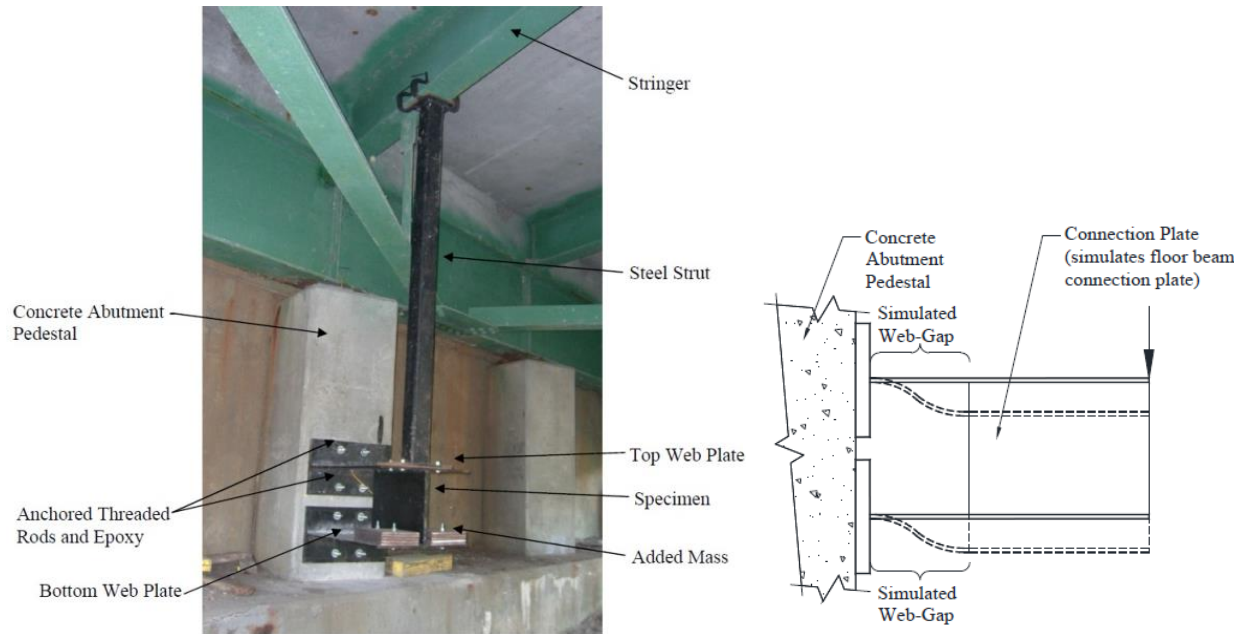 Stringer
Steel Strut
Concrete Abutment
Pedestal
Top Web Plate
Specimen
Anchored Threaded
Rods and Epoxy
Added Mass
Bottom Web Plate
Concrete
Abutment
Pedestal
Connection Plate
(simulates floor beam
connection plate)
Simulated
Web-Gap
Simulated
Web-Gap